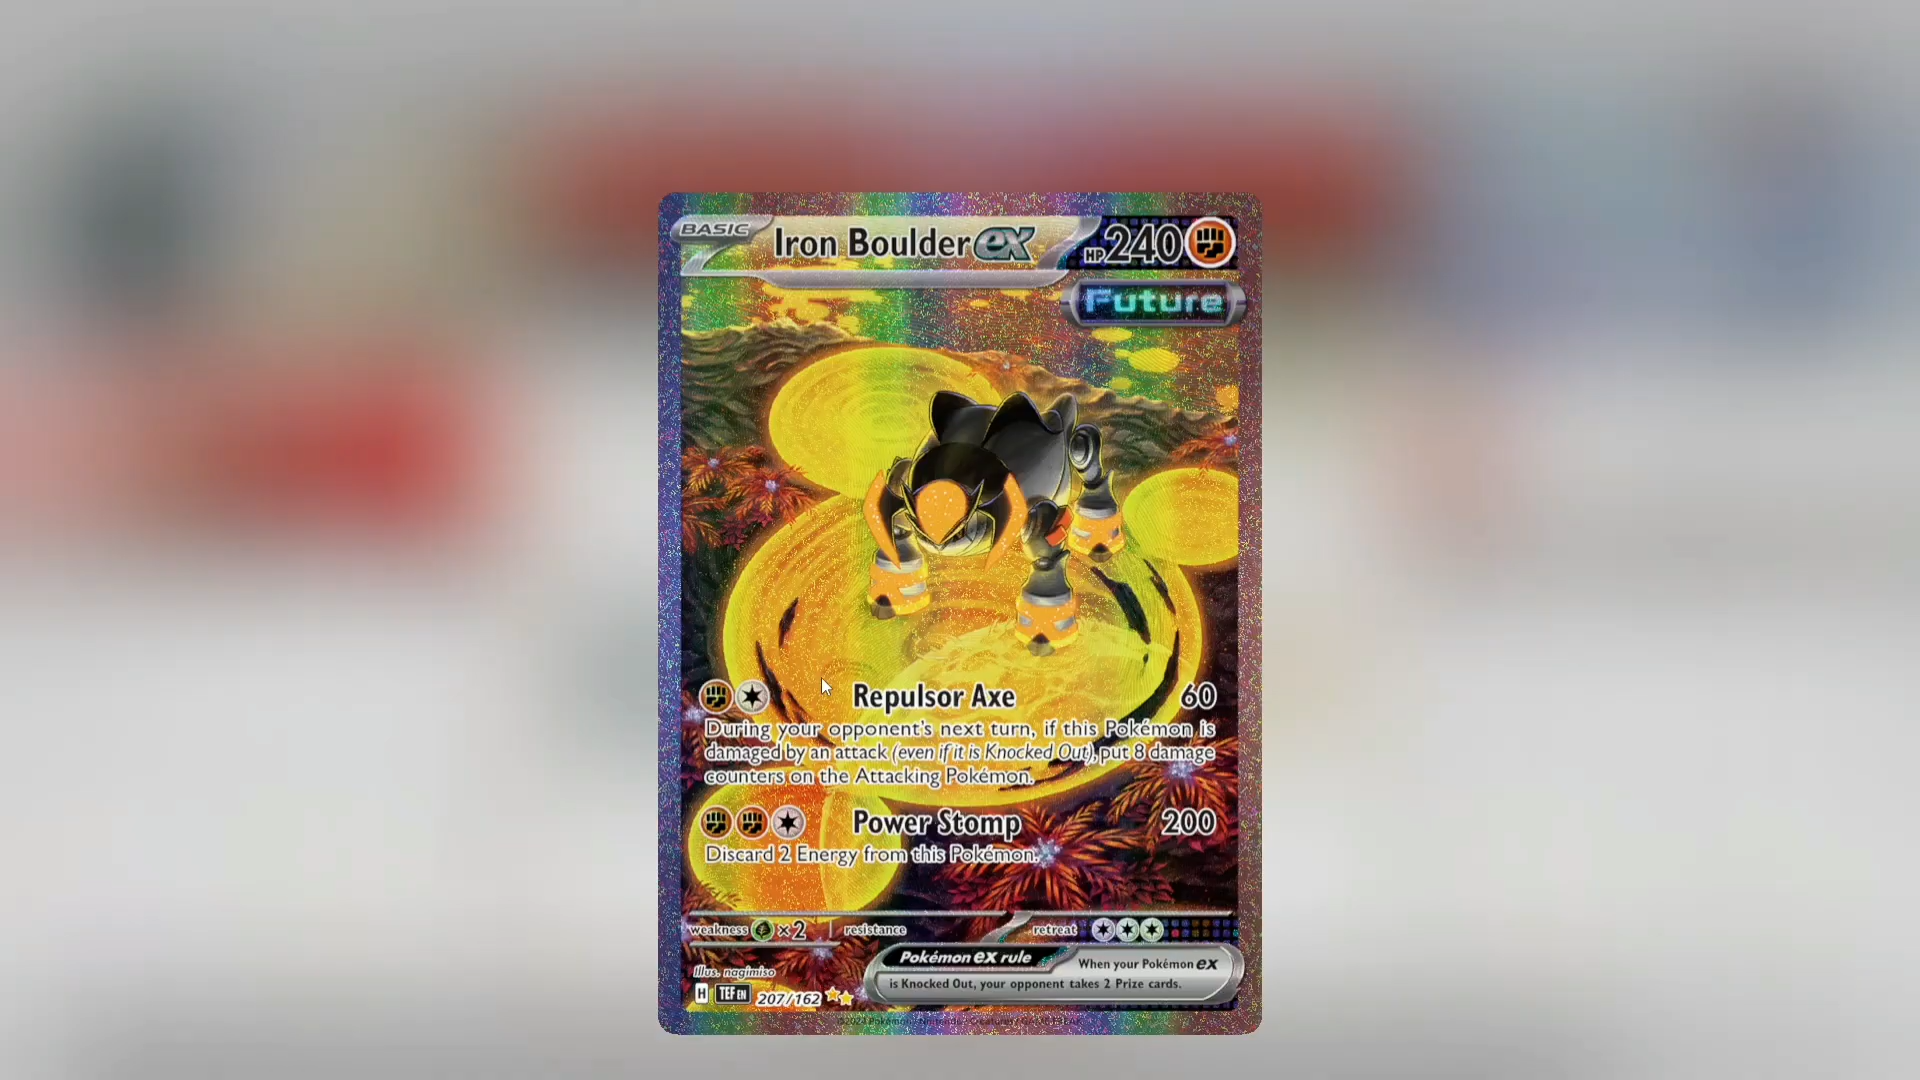 BASIC
Iron Boulder ex
HP 240
Future
Repulsor Axe 60
During your opponent's next turn, if this Pokémon is
damaged by an attack (even if it is Knocked Out), put 8 damage
counters on the Attacking Pokémon.
Power Stomp 200
Discard 2 Energy from this Pokémon.
weakness ×2 resistance retreat
Pokémon ex rule When your Pokémon ex
is Knocked Out, your opponent takes 2 Prize cards.
Illus. nagimiso
H TEF EN 207/162